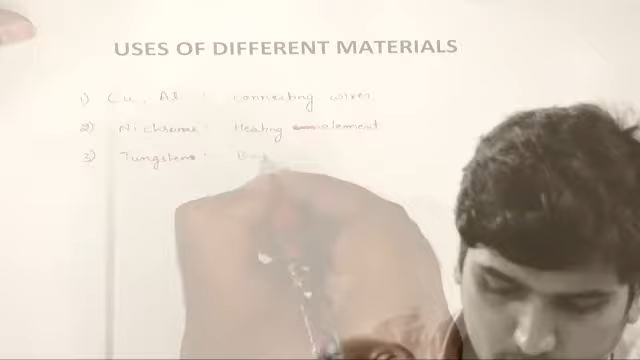 USES OF DIFFERENT MATERIALS
1) Cu, Al : connecting wires
2) Nichrome : Heating element
3) Tungsten :